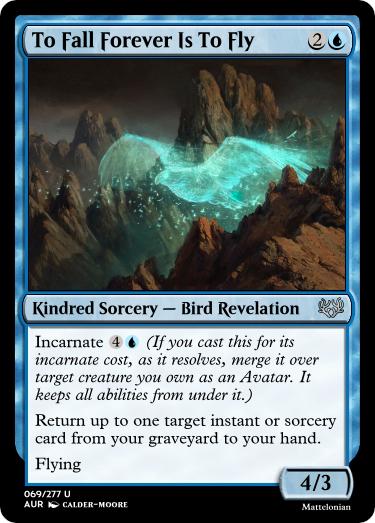 To Fall Forever Is To Fly 2
Kindred Sorcery — Bird Revelation
Incarnate 4 (If you cast this for its
incarnate cost, as it resolves, merge it over
target creature you own as an Avatar. It
keeps all abilities from under it.)
Return up to one target instant or sorcery
card from your graveyard to your hand.
Flying
4/3
069/277 U
AUR CALDER-MOORE
Mattelonian